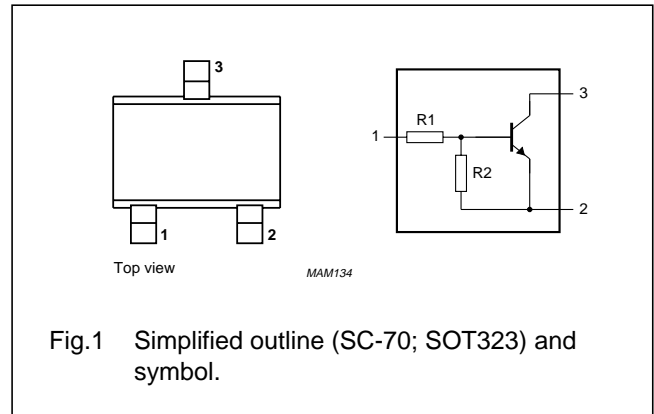 3
1
2
Top view
MAM134
1
R1
R2
3
2
Fig.1 Simplified outline (SC-70; SOT323) and
symbol.